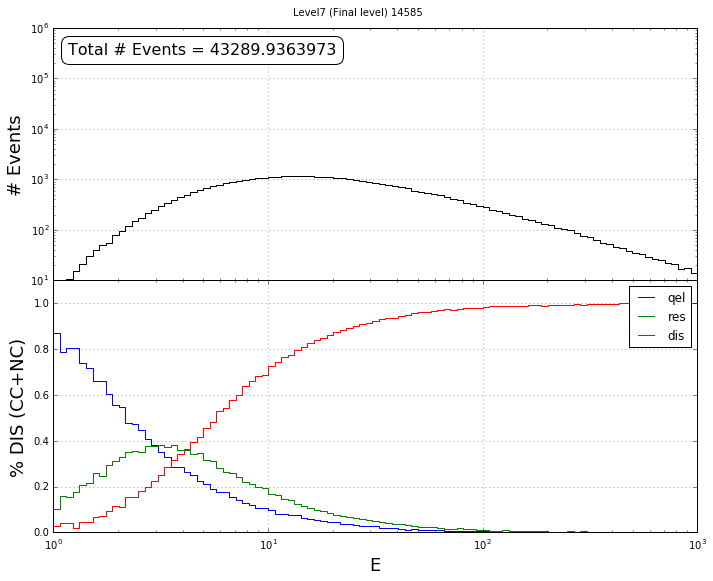 Level7 (Final level) 14585
Total # Events = 43289.9363973
# Events
10^6
10^5
10^4
10^3
10^2
10^1
% DIS (CC+NC)
1.0
0.8
0.6
0.4
0.2
0.0
qel
res
dis
10^0
10^1
10^2
10^3
E